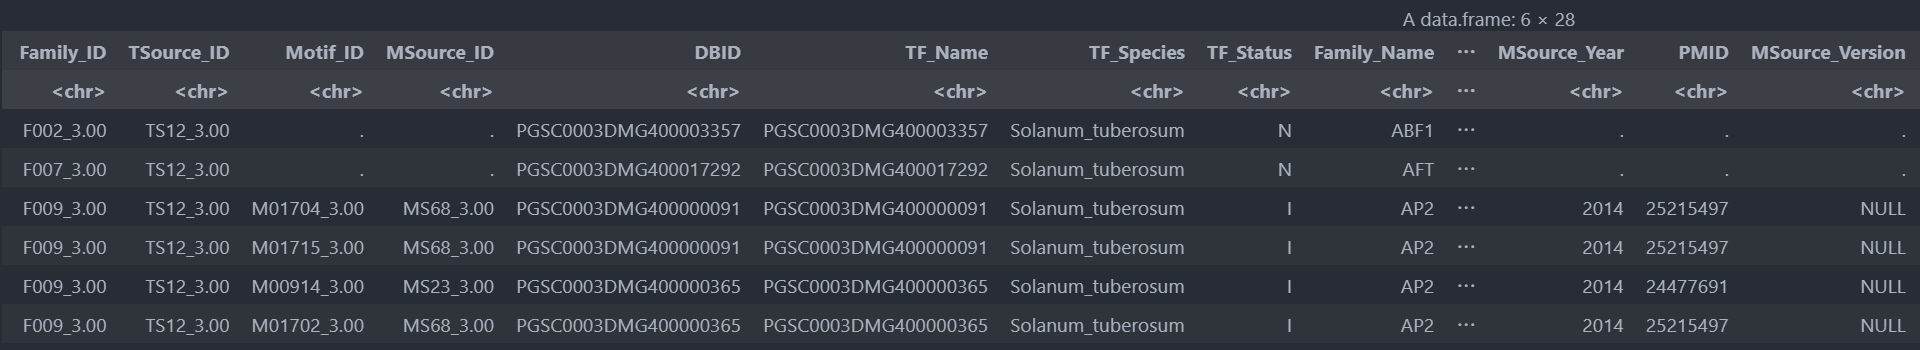 A data.frame: 6 × 28
Family_ID TSource_ID Motif_ID MSource_ID DBID TF_Name TF_Species TF_Status Family_Name ⋯ MSource_Year PMID MSource_Version
<chr> <chr> <chr> <chr> <chr> <chr> <chr> <chr> <chr> ⋯ <chr> <chr> <chr>
F002_3.00 TS12_3.00 . . PGSC0003DMG400003357 PGSC0003DMG400003357 Solanum_tuberosum N ABF1 ⋯ . . .
F007_3.00 TS12_3.00 . . PGSC0003DMG400017292 PGSC0003DMG400017292 Solanum_tuberosum N AFT ⋯ . . .
F009_3.00 TS12_3.00 M01704_3.00 MS68_3.00 PGSC0003DMG400000091 PGSC0003DMG400000091 Solanum_tuberosum I AP2 ⋯ 2014 25215497 NULL
F009_3.00 TS12_3.00 M01715_3.00 MS68_3.00 PGSC0003DMG400000091 PGSC0003DMG400000091 Solanum_tuberosum I AP2 ⋯ 2014 25215497 NULL
F009_3.00 TS12_3.00 M00914_3.00 MS23_3.00 PGSC0003DMG400000365 PGSC0003DMG400000365 Solanum_tuberosum I AP2 ⋯ 2014 24477691 NULL
F009_3.00 TS12_3.00 M01702_3.00 MS68_3.00 PGSC0003DMG400000365 PGSC0003DMG400000365 Solanum_tuberosum I AP2 ⋯ 2014 25215497 NULL